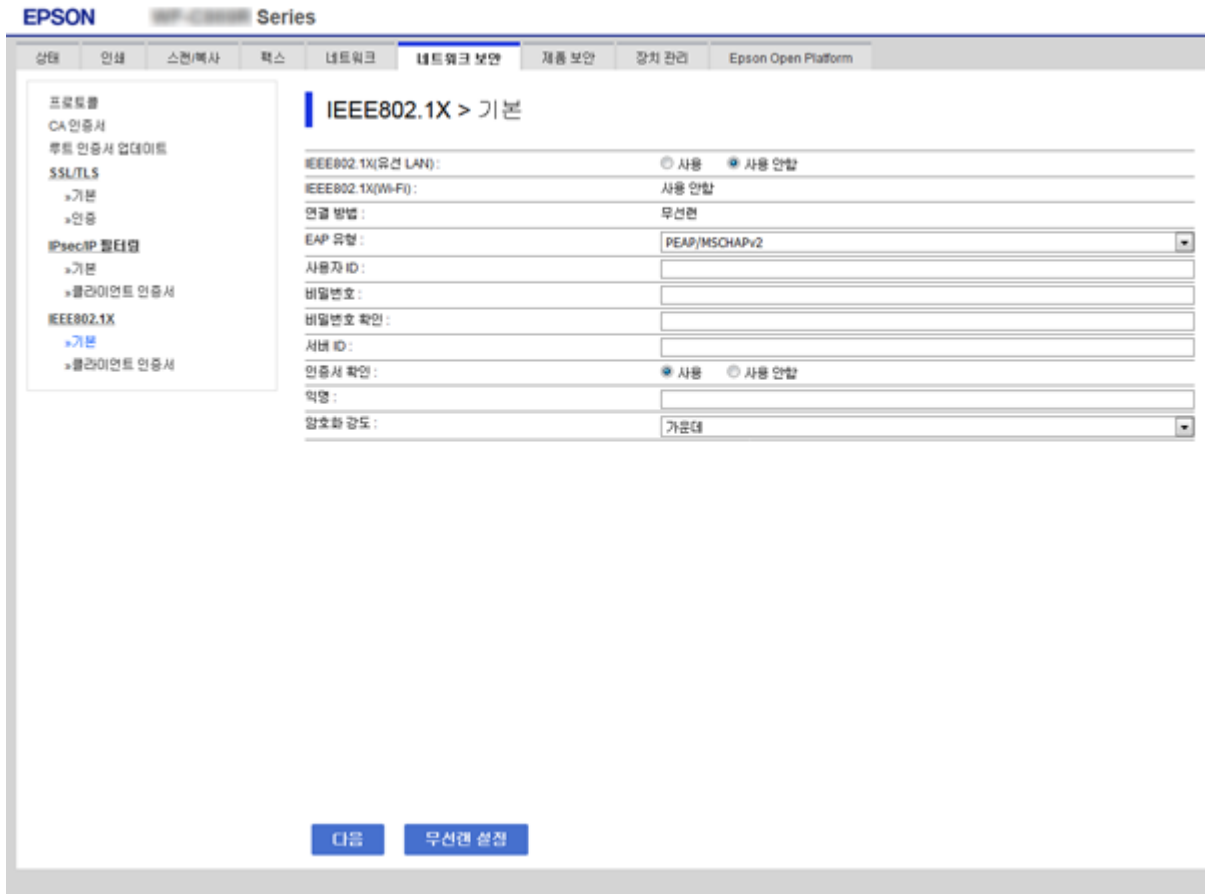 EPSON Series
상태 인쇄 스캔/복사 팩스 네트워크 네트워크 보안 제품 보안 장치 관리 Epson Open Platform
프로토콜
CA 인증서
루트 인증서 업데이트
SSL/TLS
»기본
»인증
IPsec/IP 필터링
»기본
»클라이언트 인증서
IEEE802.1X
»기본
»클라이언트 인증서
IEEE802.1X > 기본
IEEE802.1X(유선 LAN) : 사용 사용 안함
IEEE802.1X(Wi-Fi) : 사용 안함
연결 방법 : 무선랜
EAP 유형 : PEAP/MSCHAPv2
사용자 ID :
비밀번호 :
비밀번호 확인 :
서버 ID :
인증서 확인 : 사용 사용 안함
익명 :
암호화 강도 : 가운데
다음 무선랜 설정